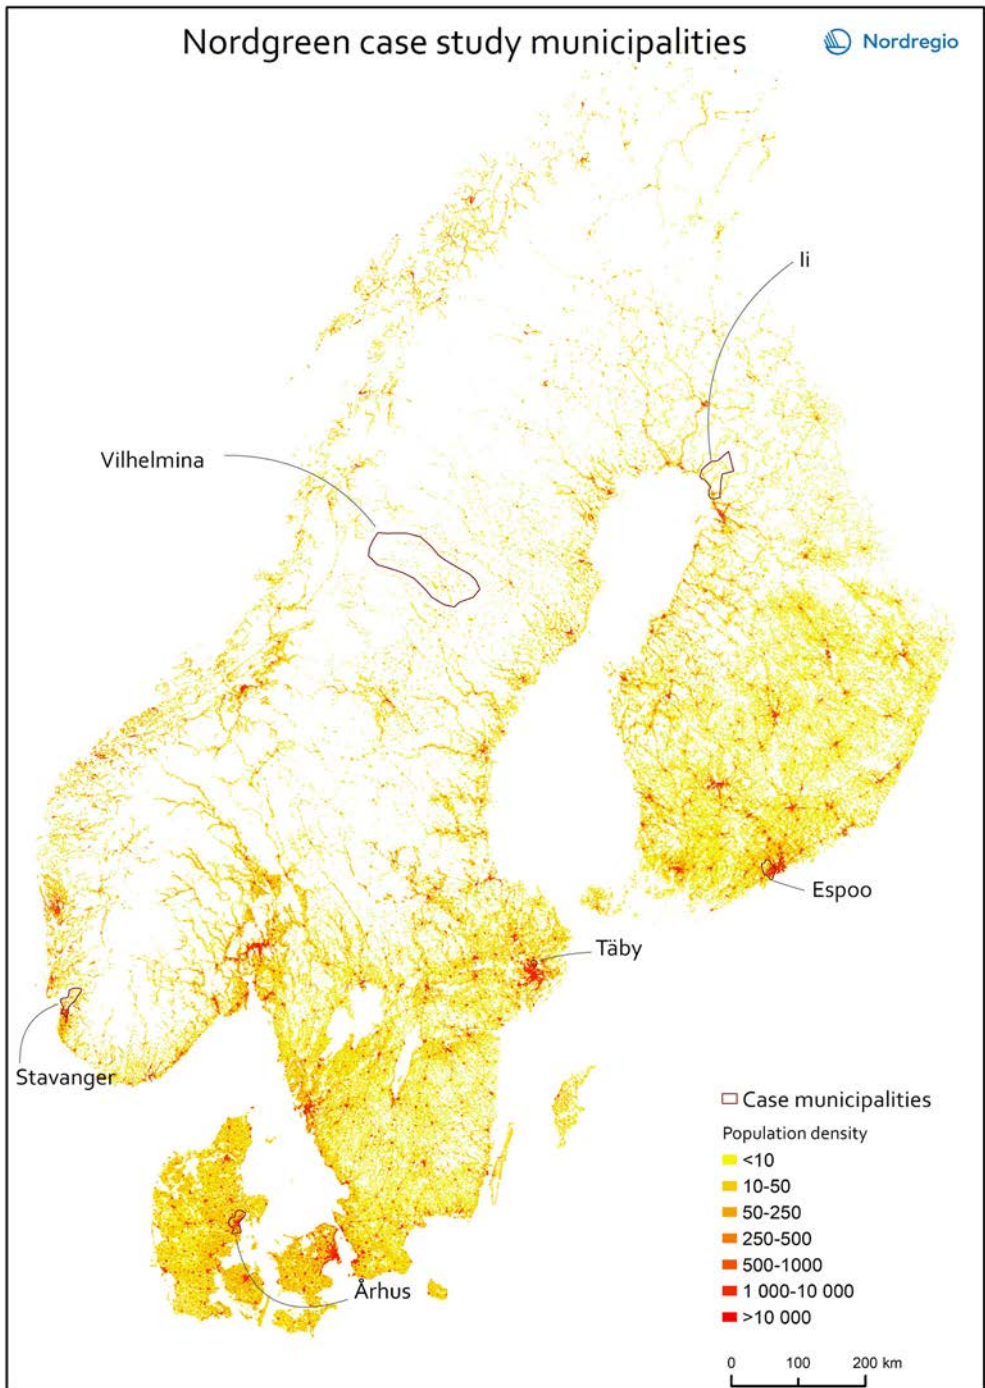 Nordgreen case study municipalities
Nordregio
Ii
Vilhelmina
Espoo
Täby
Stavanger
Århus
Case municipalities
Population density
<10
10-50
50-250
250-500
500-1000
1 000-10 000
>10 000
0 100 200 km